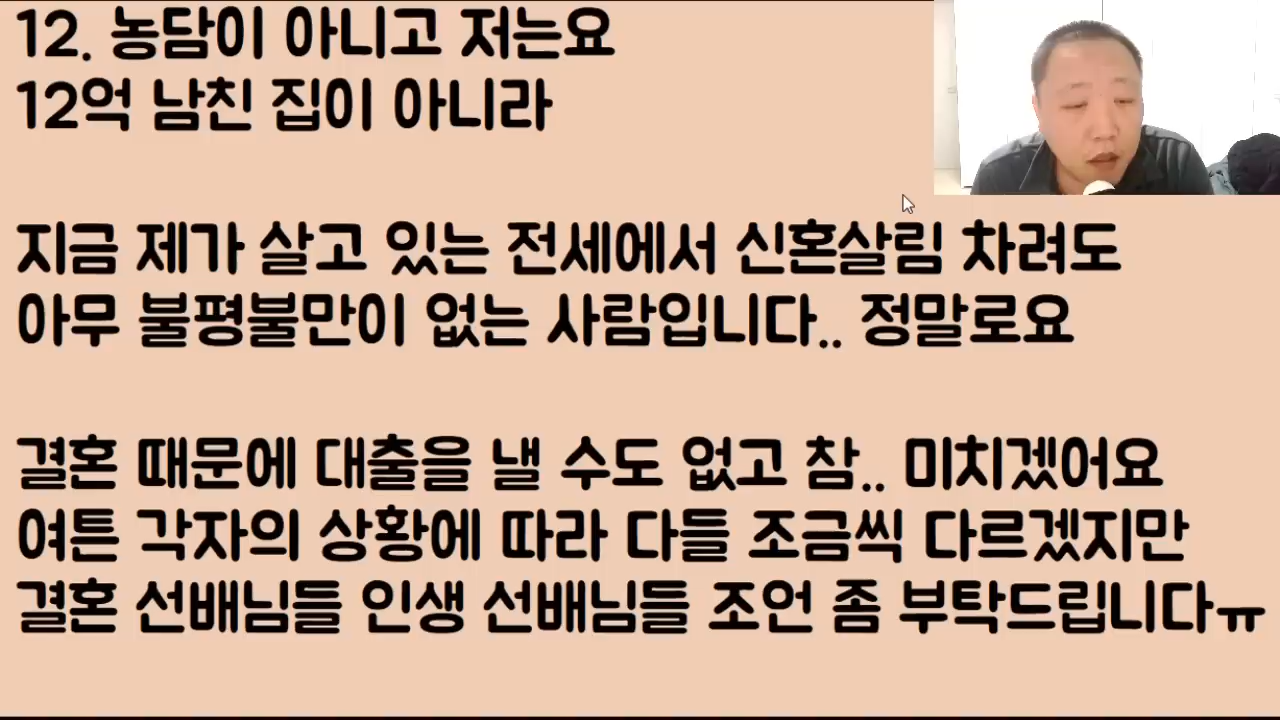 12. 농담이 아니고 저는요
12억 남친 집이 아니라
지금 제가 살고 있는 전세에서 신혼살림 차려도
아무 불평불만이 없는 사람입니다.. 정말로요
결혼 때문에 대출을 낼 수도 없고 참.. 미치겠어요
여튼 각자의 상황에 따라 다들 조금씩 다르겠지만
결혼 선배님들 인생 선배님들 조언 좀 부탁드립니다ㅠ